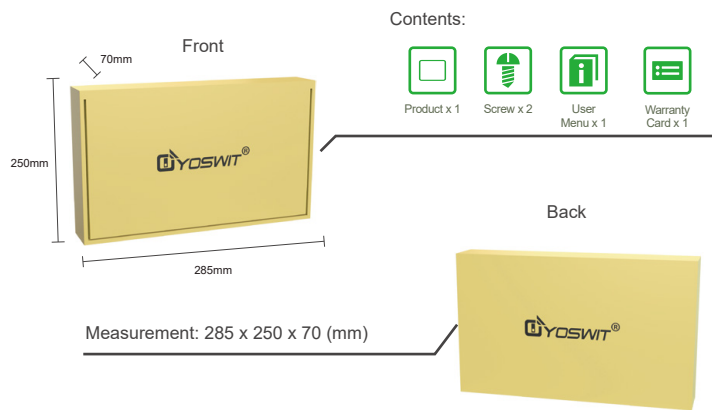 Contents:
Front
70mm
Product x 1
Screw x 2
User
Menu x 1
Warranty
Card x 1
250mm
YOSWIT®
285mm
Back
Measurement: 285 x 250 x 70 (mm)
YOSWIT®